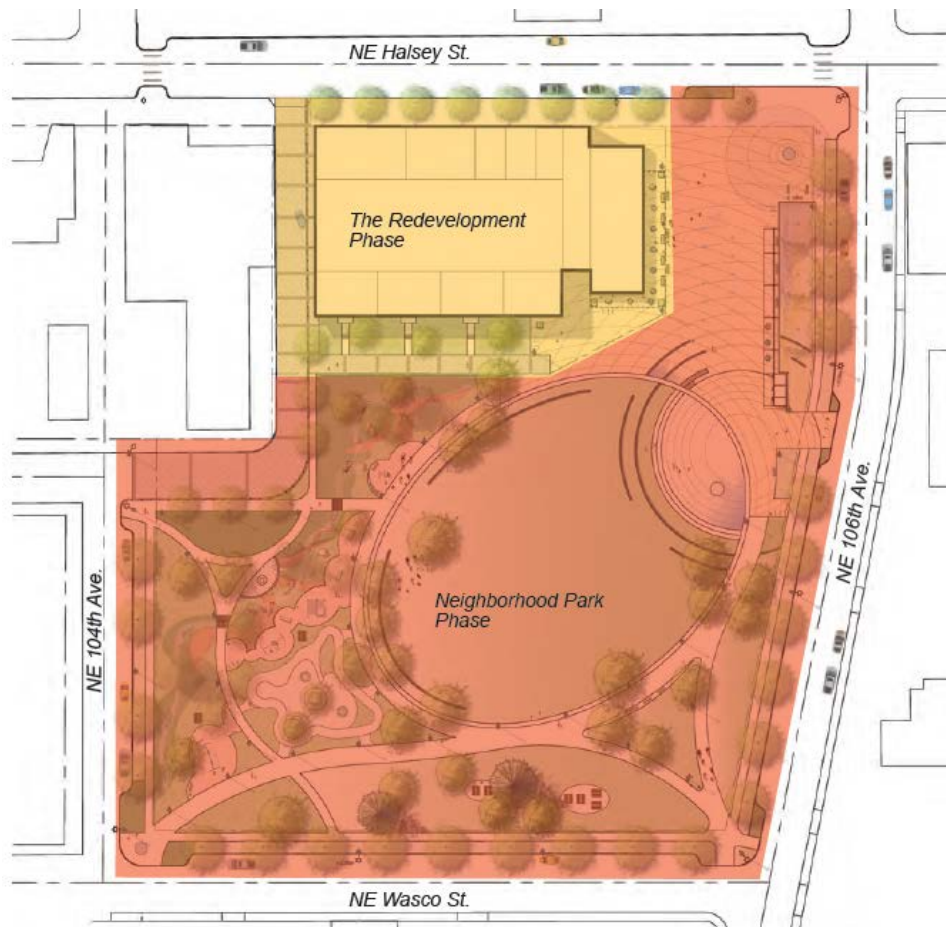 NE Halsey St.
The Redevelopment
Phase
NE 106th Ave.
NE 104th Ave.
Neighborhood Park
Phase
NE Wasco St.